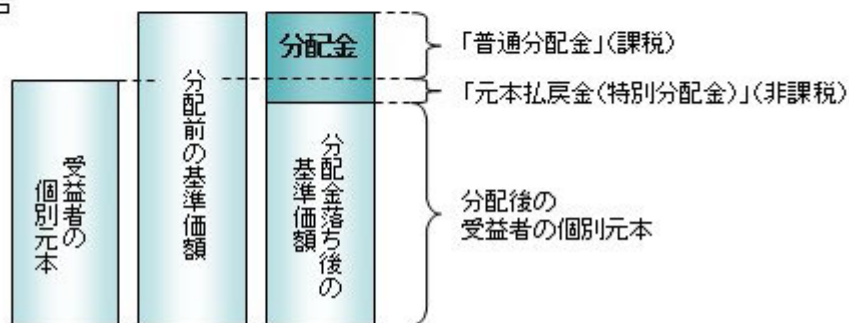 受益者の
個別元本
分配前の基準価額
分配金
分配金落ち後の
基準価額
「普通分配金」(課税)
「元本払戻金(特別分配金)」(非課税)
分配後の
受益者の個別元本